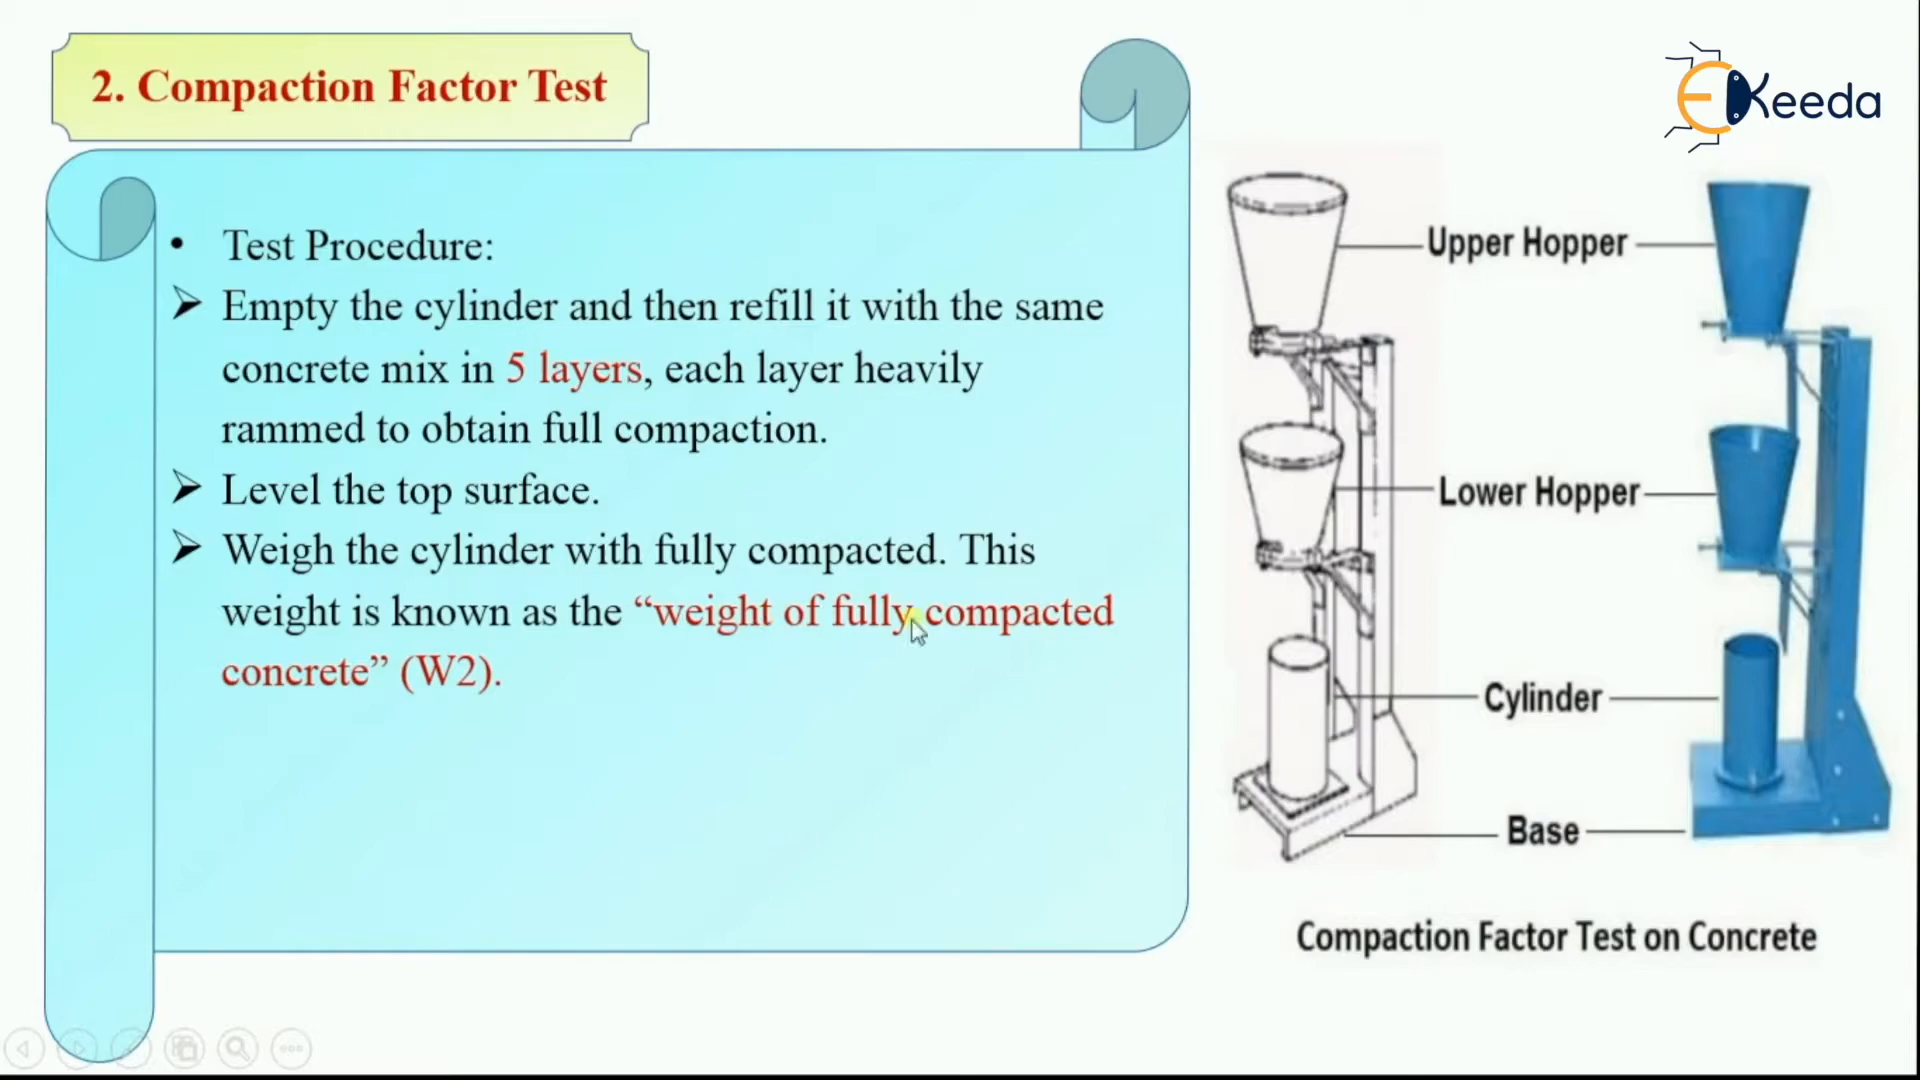 2. Compaction Factor Test
EKeeda
• Test Procedure:
➢ Empty the cylinder and then refill it with the same
concrete mix in 5 layers, each layer heavily
rammed to obtain full compaction.
➢ Level the top surface.
➢ Weigh the cylinder with fully compacted. This
weight is known as the “weight of fully compacted
concrete” (W2).
Upper Hopper
Lower Hopper
Cylinder
Base
Compaction Factor Test on Concrete